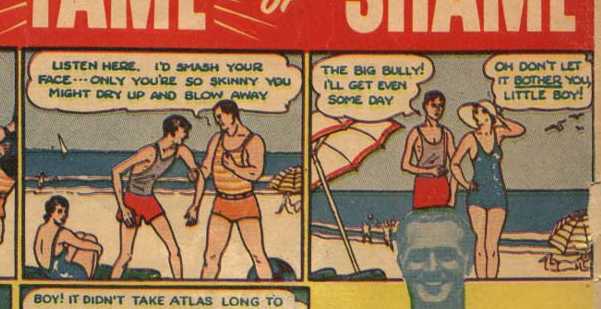 FAME or SHAME
LISTEN HERE. I'D SMASH YOUR
FACE---ONLY YOU'RE SO SKINNY YOU
MIGHT DRY UP AND BLOW AWAY
THE BIG BULLY!
I'LL GET EVEN
SOME DAY
OH DON'T LET
IT BOTHER YOU,
LITTLE BOY!
BOY! IT DIDN'T TAKE ATLAS LONG TO